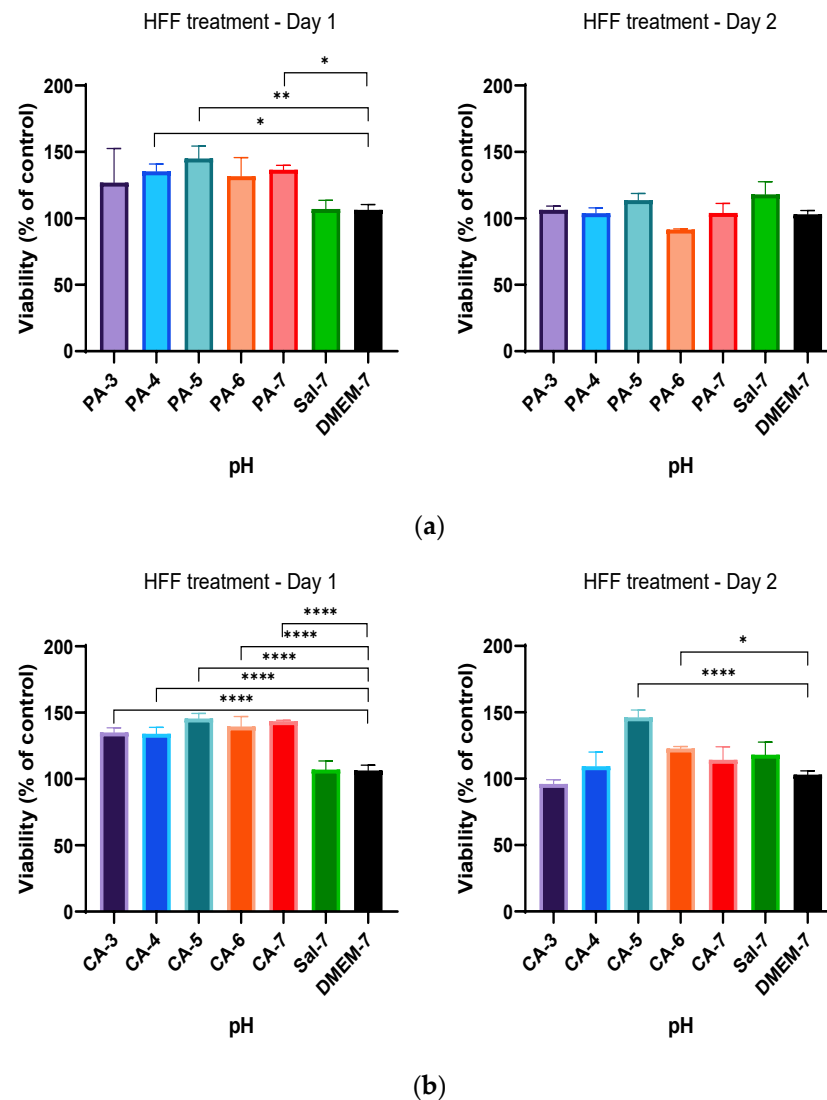 HFF treatment - Day 1
HFF treatment - Day 2
Viability (% of control)
200
150
100
50
0
*
**
*
PA-3
PA-4
PA-5
PA-6
PA-7
Sal-7
DMEM-7
pH
Viability (% of control)
200
150
100
50
0
PA-3
PA-4
PA-5
PA-6
PA-7
Sal-7
DMEM-7
pH
(a)
HFF treatment - Day 1
HFF treatment - Day 2
Viability (% of control)
200
150
100
50
0
****
****
****
****
****
CA-3
CA-4
CA-5
CA-6
CA-7
Sal-7
DMEM-7
pH
Viability (% of control)
200
150
100
50
0
*
****
CA-3
CA-4
CA-5
CA-6
CA-7
Sal-7
DMEM-7
pH
(b)